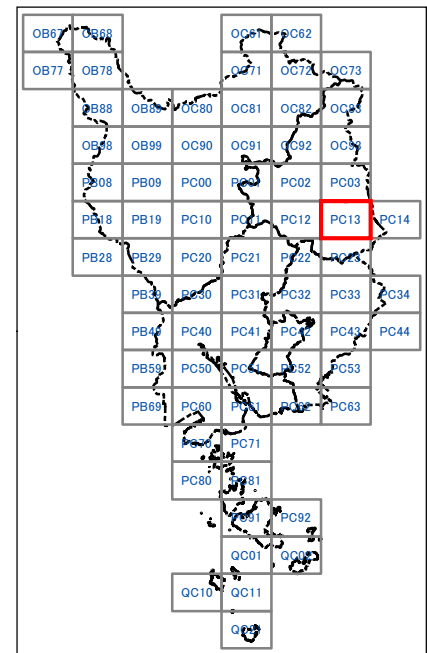 OB67 OB68 OC61 OC62
OB77 OB78 OC71 OC72 OC73
OB88 OB89 OC80 OC81 OC82 OC83
OB98 OB99 OC90 OC91 OC92 OC93
PB08 PB09 PC00 PC01 PC02 PC03
PB18 PB19 PC10 PC11 PC12 PC13 PC14
PB28 PB29 PC20 PC21 PC22 PC23
PB39 PC30 PC31 PC32 PC33 PC34
PB49 PC40 PC41 PC42 PC43 PC44
PB59 PC50 PC51 PC52 PC53
PB69 PC60 PC61 PC62 PC63
PC70 PC71
PC80 PC81
PC91 PC92
QC01 QC02
QC10 QC11
QC21